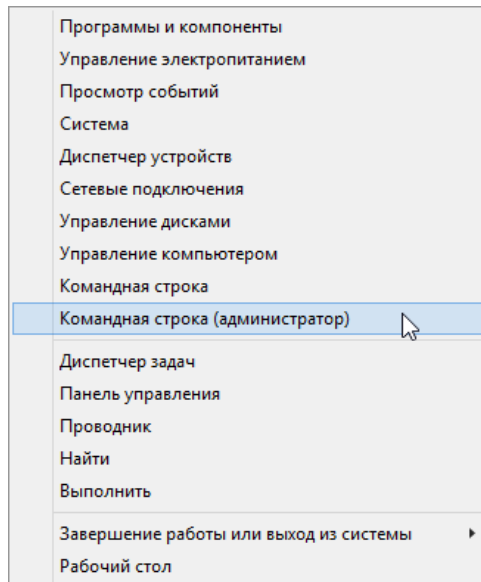 Программы и компоненты
Управление электропитанием
Просмотр событий
Система
Диспетчер устройств
Сетевые подключения
Управление дисками
Управление компьютером
Командная строка
Командная строка (администратор)
Диспетчер задач
Панель управления
Проводник
Найти
Выполнить
Завершение работы или выход из системы
Рабочий стол